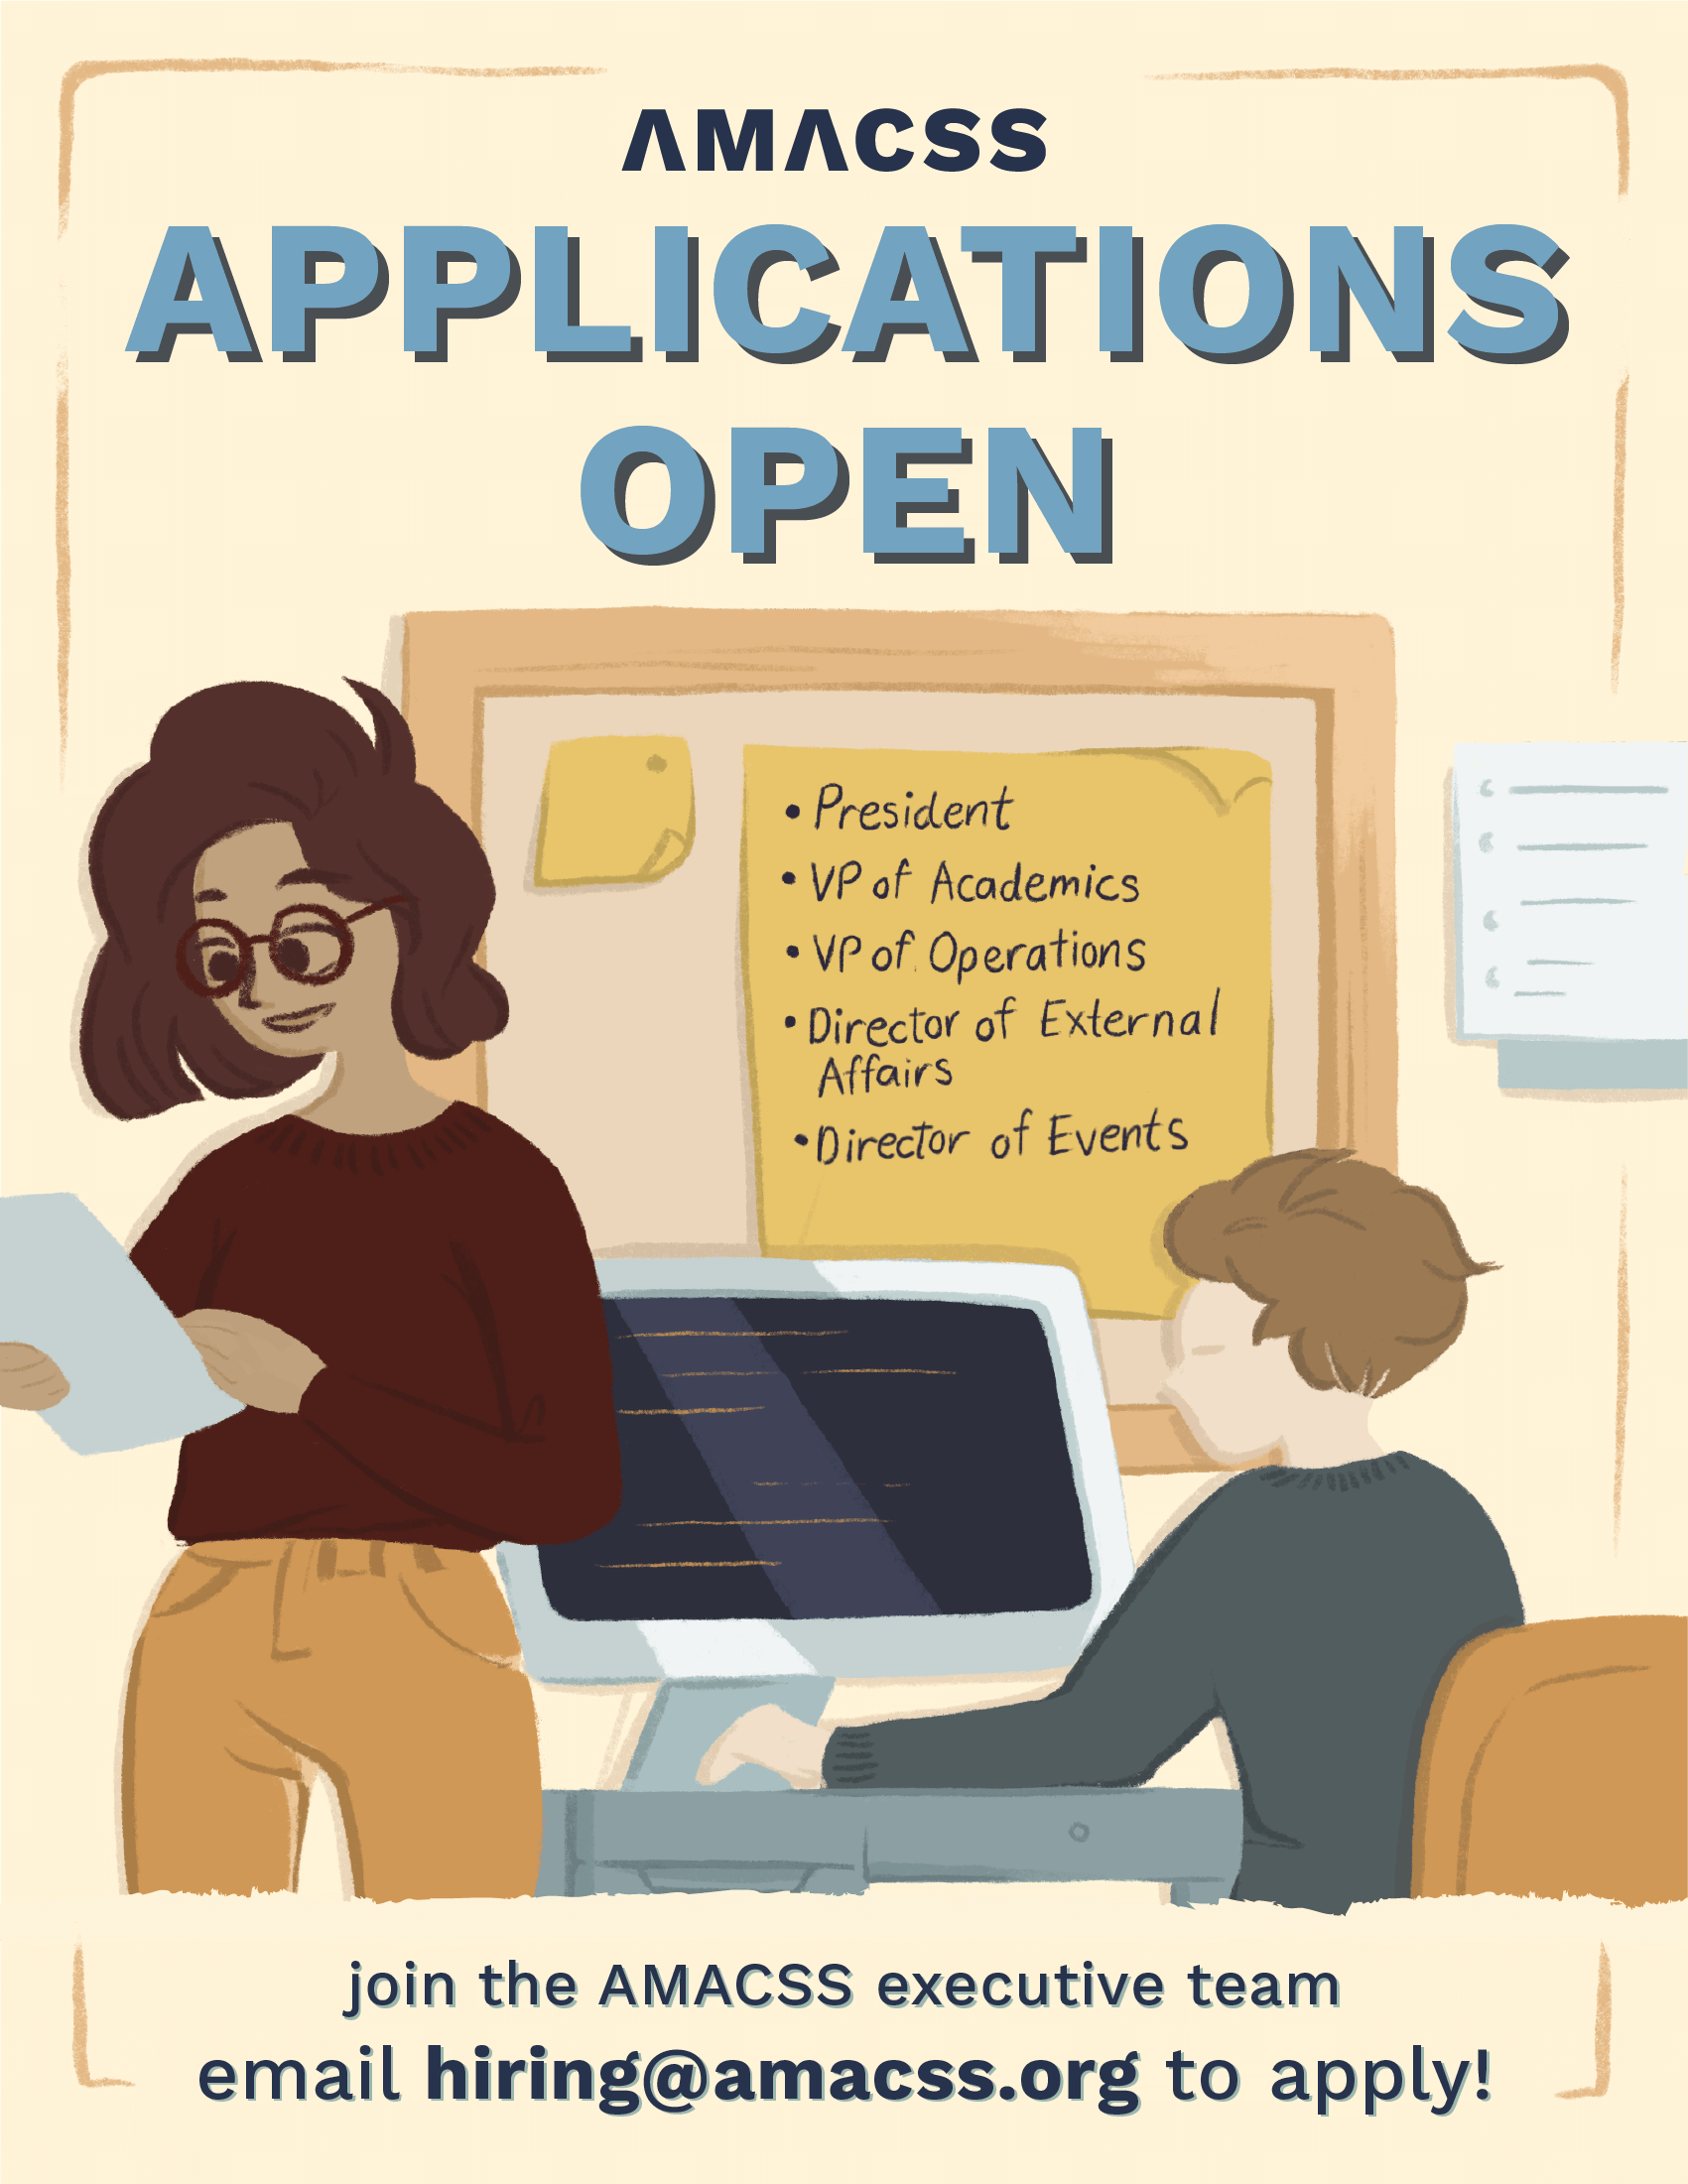 AMACSS
APPLICATIONS
OPEN
• President
• VP of Academics
• VP of Operations
• Director of External
Affairs
• Director of Events
join the AMACSS executive team
email hiring@amacss.org to apply!